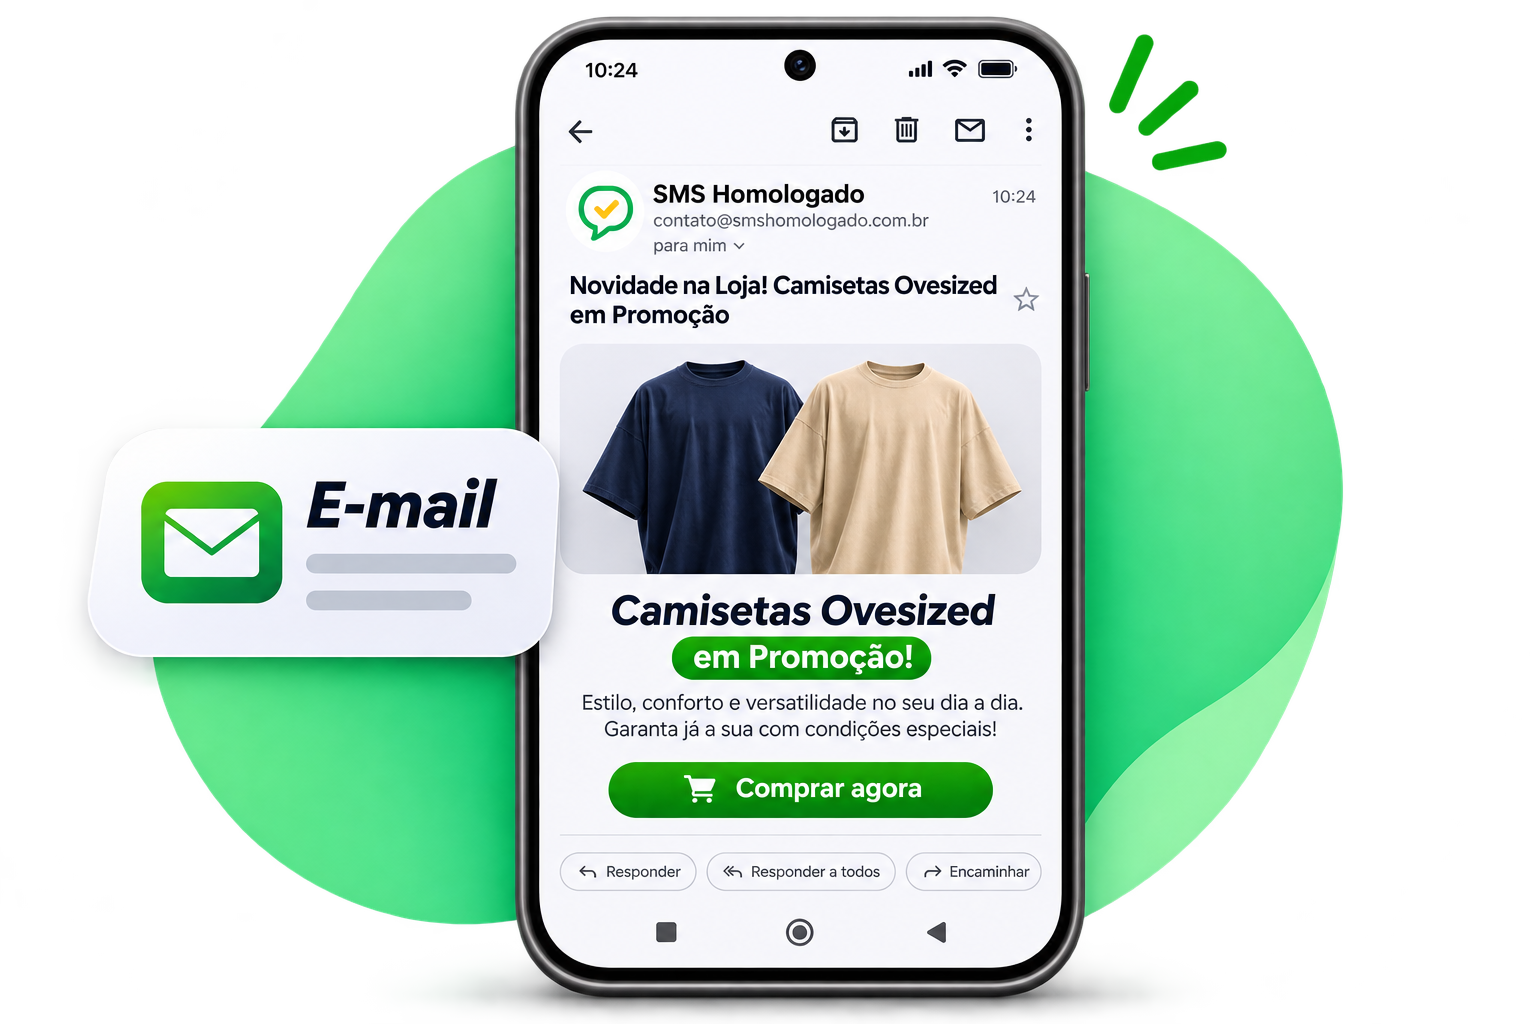 10:24
SMS Homologado
10:24
contato@smshomologado.com.br
para mim
Novidade na Loja! Camisetas Ovesized
em Promoção
E-mail
Camisetas Ovesized
em Promoção!
Estilo, conforto e versatilidade no seu dia a dia.
Garanta já a sua com condições especiais!
Comprar agora
Responder
Responder a todos
Encaminhar